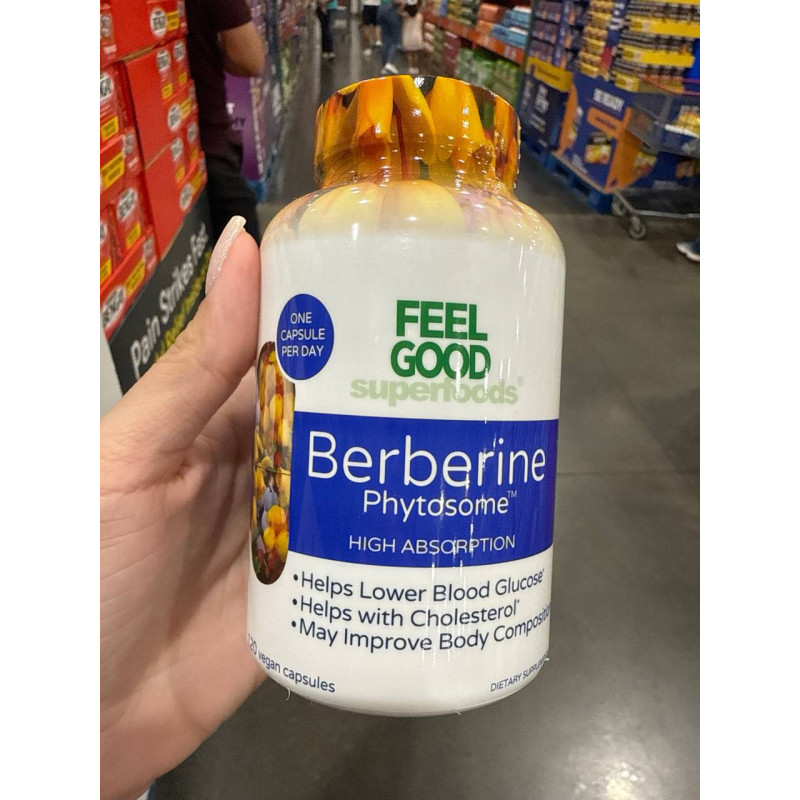 ONE
CAPSULE
PER DAY
FEEL
GOOD
superfoods®
Berberine
Phytosome™
HIGH ABSORPTION
•Helps Lower Blood Glucose*
•Helps with Cholesterol*
•May Improve Body
vegan capsules
DIETARY
Pain Strikes Fast